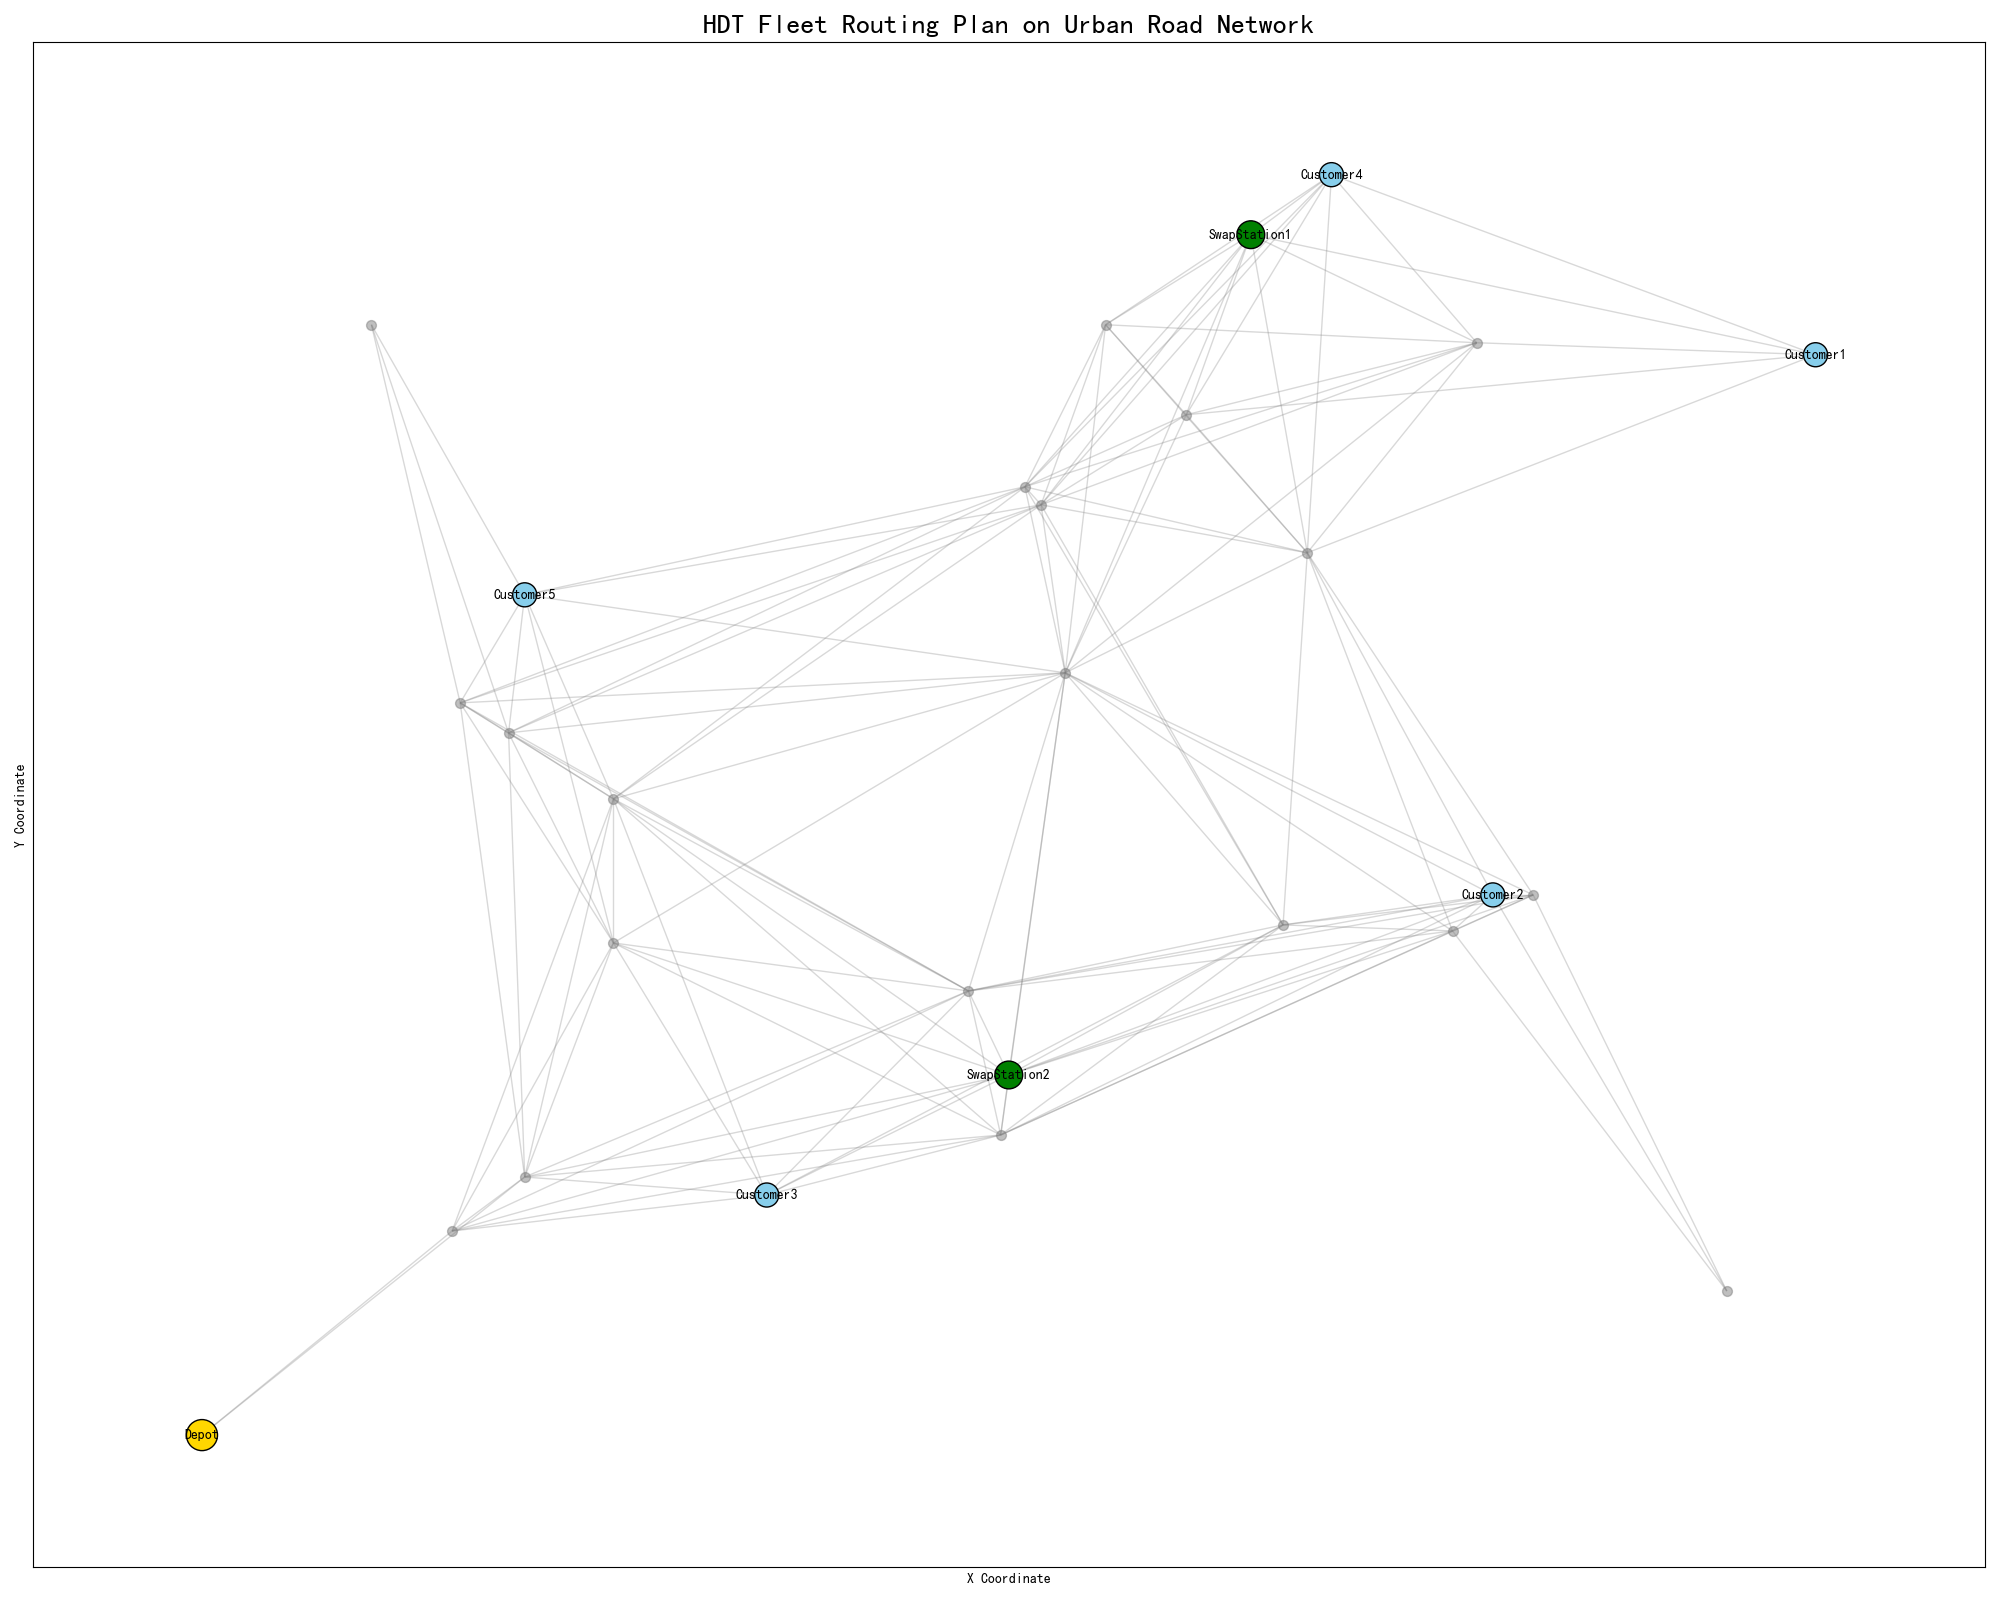 HDT Fleet Routing Plan on Urban Road Network
Customer4
SwapStation1
Customer1
Customer5
Y Coordinate
Customer2
SwapStation2
Customer3
Depot
X Coordinate